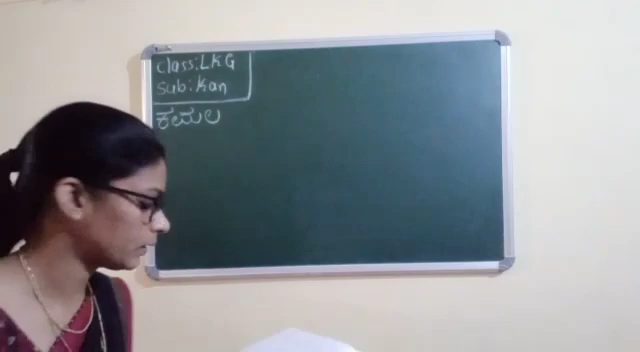 class:LKG
sub:kan
ಕಮಲ